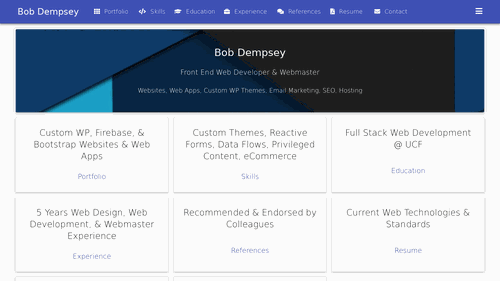 Bob Dempsey Portfolio Skills Education Experience References Resume Contact
Bob Dempsey
Front End Web Developer & Webmaster
Websites, Web Apps, Custom WP Themes, Email Marketing, SEO, Hosting
Custom WP, Firebase, &
Bootstrap Websites & Web
Apps
Portfolio
Custom Themes, Reactive
Forms, Data Flows, Privileged
Content, eCommerce
Skills
Full Stack Web Development
@ UCF
Education
5 Years Web Design, Web
Development, & Webmaster
Experience
Experience
Recommended & Endorsed by
Colleagues
References
Current Web Technologies &
Standards
Resume